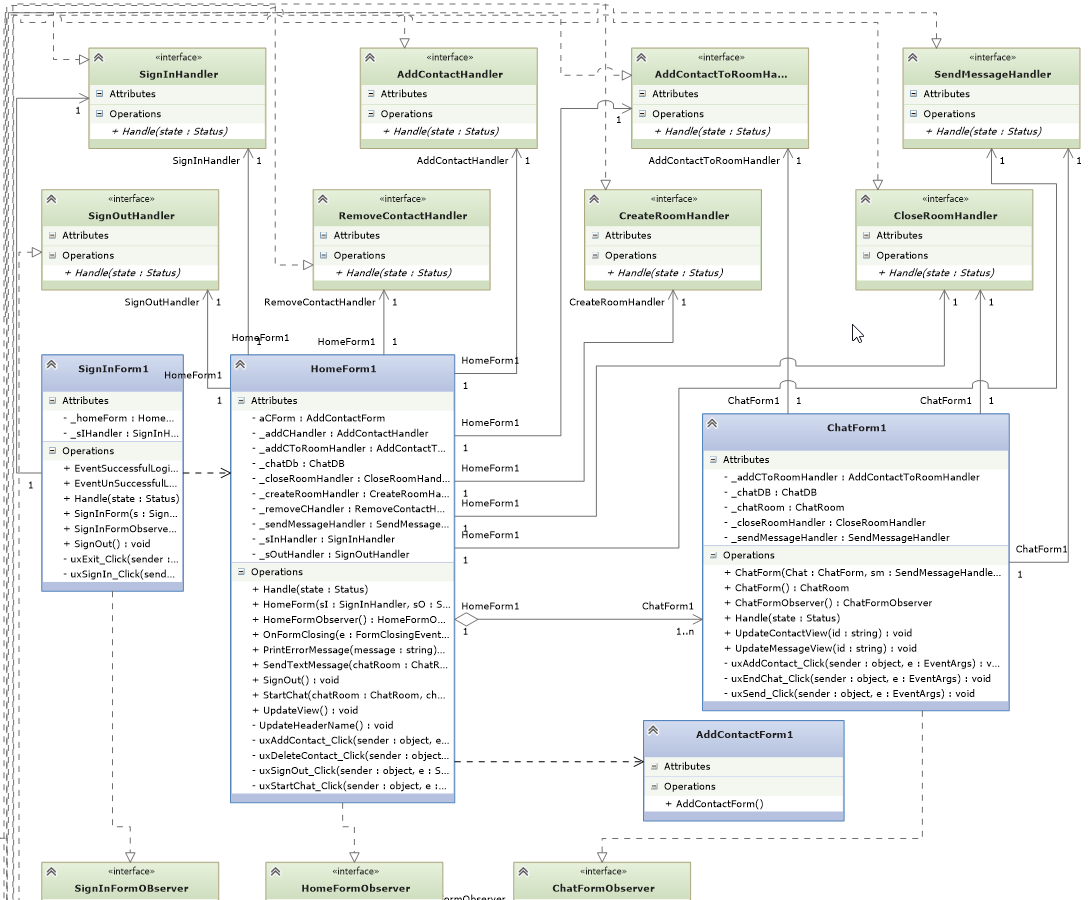 «interface»
SignInHandler
Attributes
Operations
+ Handle(state : Status)
«interface»
AddContactHandler
Attributes
Operations
+ Handle(state : Status)
«interface»
AddContactToRoomHa...
Attributes
Operations
+ Handle(state : Status)
«interface»
SendMessageHandler
Attributes
Operations
+ Handle(state : Status)
1
1
SignInHandler 1
AddContactHandler 1
AddContactToRoomHandler 1
1
1
«interface»
SignOutHandler
Attributes
Operations
+ Handle(state : Status)
«interface»
RemoveContactHandler
Attributes
Operations
+ Handle(state : Status)
«interface»
CreateRoomHandler
Attributes
Operations
+ Handle(state : Status)
«interface»
CloseRoomHandler
Attributes
Operations
+ Handle(state : Status)
SignOutHandler 1
RemoveContactHandler 1
CreateRoomHandler 1
1
1
HomeForm1
1
HomeForm1 1
HomeForm1
1
HomeForm1
1
ChatForm1 1
ChatForm1 1
SignInForm1
Attributes
- _homeForm : Home...
- _sIHandler : SignInH...
Operations
+ EventSuccessfulLogi...
+ EventUnSuccessfulL...
+ Handle(state : Status)
+ SignInForm(s : Sign...
+ SignInFormObserve...
+ SignOut() : void
- uxExit_Click(sender :...
- uxSignIn_Click(send...
1
HomeForm1
Attributes
- aCForm : AddContactForm
- _addCHandler : AddContactHandler
- _addCToRoomHandler : AddContactT...
- _chatDb : ChatDB
- _closeRoomHandler : CloseRoomHand...
- _createRoomHandler : CreateRoomHa...
- _removeCHandler : RemoveContactH...
- _sendMessageHandler : SendMessage...
- _sInHandler : SignInHandler
- _sOutHandler : SignOutHandler
Operations
+ Handle(state : Status)
+ HomeForm(sI : SignInHandler, sO : S...
+ HomeFormObserver() : HomeFormO...
+ OnFormClosing(e : FormClosingEvent...
+ PrintErrorMessage(message : string)...
+ SendTextMessage(chatRoom : ChatR...
+ SignOut() : void
+ StartChat(chatRoom : ChatRoom, ch...
+ UpdateView() : void
- UpdateHeaderName() : void
- uxAddContact_Click(sender : object, e...
- uxDeleteContact_Click(sender : object...
- uxSignOut_Click(sender : object, e : S...
- uxStartChat_Click(sender : object, e :...
HomeForm1
1
HomeForm1
1
HomeForm1
1
HomeForm1
1
HomeForm1
1
ChatForm1
1..n
ChatForm1
Attributes
- _addCToRoomHandler : AddContactToRoomHandler
- _chatDB : ChatDB
- _chatRoom : ChatRoom
- _closeRoomHandler : CloseRoomHandler
- _sendMessageHandler : SendMessageHandler
Operations
+ ChatForm(Chat : ChatForm, sm : SendMessageHandle...
+ ChatForm() : ChatRoom
+ ChatFormObserver() : ChatFormObserver
+ Handle(state : Status)
+ UpdateContactView(id : string) : void
+ UpdateMessageView(id : string) : void
- uxAddContact_Click(sender : object, e : EventArgs) : v...
- uxEndChat_Click(sender : object, e : EventArgs) : void
- uxSend_Click(sender : object, e : EventArgs) : void
ChatForm1
1
AddContactForm1
Attributes
Operations
+ AddContactForm()
«interface»
SignInFormOBserver
«interface»
HomeFormObserver
ormObserver
«interface»
ChatFormObserver